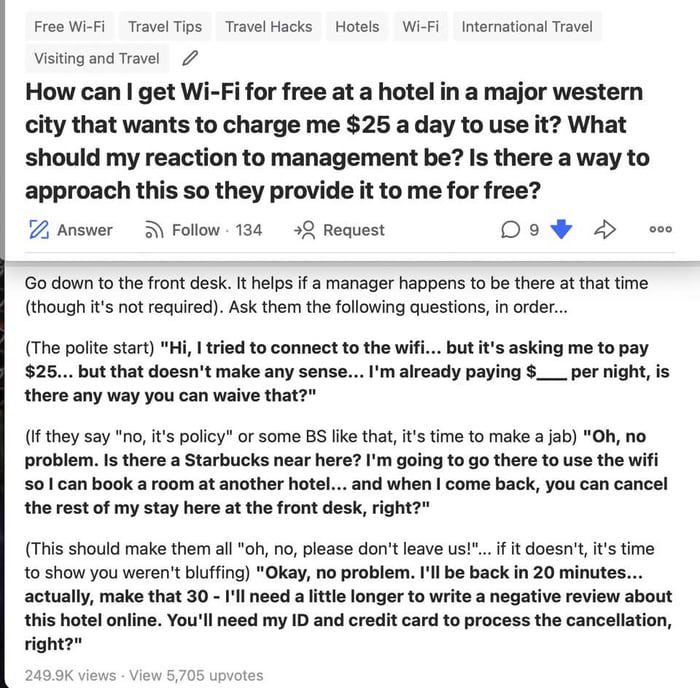 Free Wi-Fi Travel Tips Travel Hacks Hotels Wi-Fi International Travel
Visiting and Travel
How can I get Wi-Fi for free at a hotel in a major western
city that wants to charge me $25 a day to use it? What
should my reaction to management be? Is there a way to
approach this so they provide it to me for free?
Answer Follow · 134 Request 9
Go down to the front desk. It helps if a manager happens to be there at that time
(though it's not required). Ask them the following questions, in order...
(The polite start) "Hi, I tried to connect to the wifi... but it's asking me to pay
$25... but that doesn't make any sense... I'm already paying $___ per night, is
there any way you can waive that?"
(If they say "no, it's policy" or some BS like that, it's time to make a jab) "Oh, no
problem. Is there a Starbucks near here? I'm going to go there to use the wifi
so I can book a room at another hotel... and when I come back, you can cancel
the rest of my stay here at the front desk, right?"
(This should make them all "oh, no, please don't leave us!"... if it doesn't, it's time
to show you weren't bluffing) "Okay, no problem. I'll be back in 20 minutes...
actually, make that 30 - I'll need a little longer to write a negative review about
this hotel online. You'll need my ID and credit card to process the cancellation,
right?"
249.9K views · View 5,705 upvotes